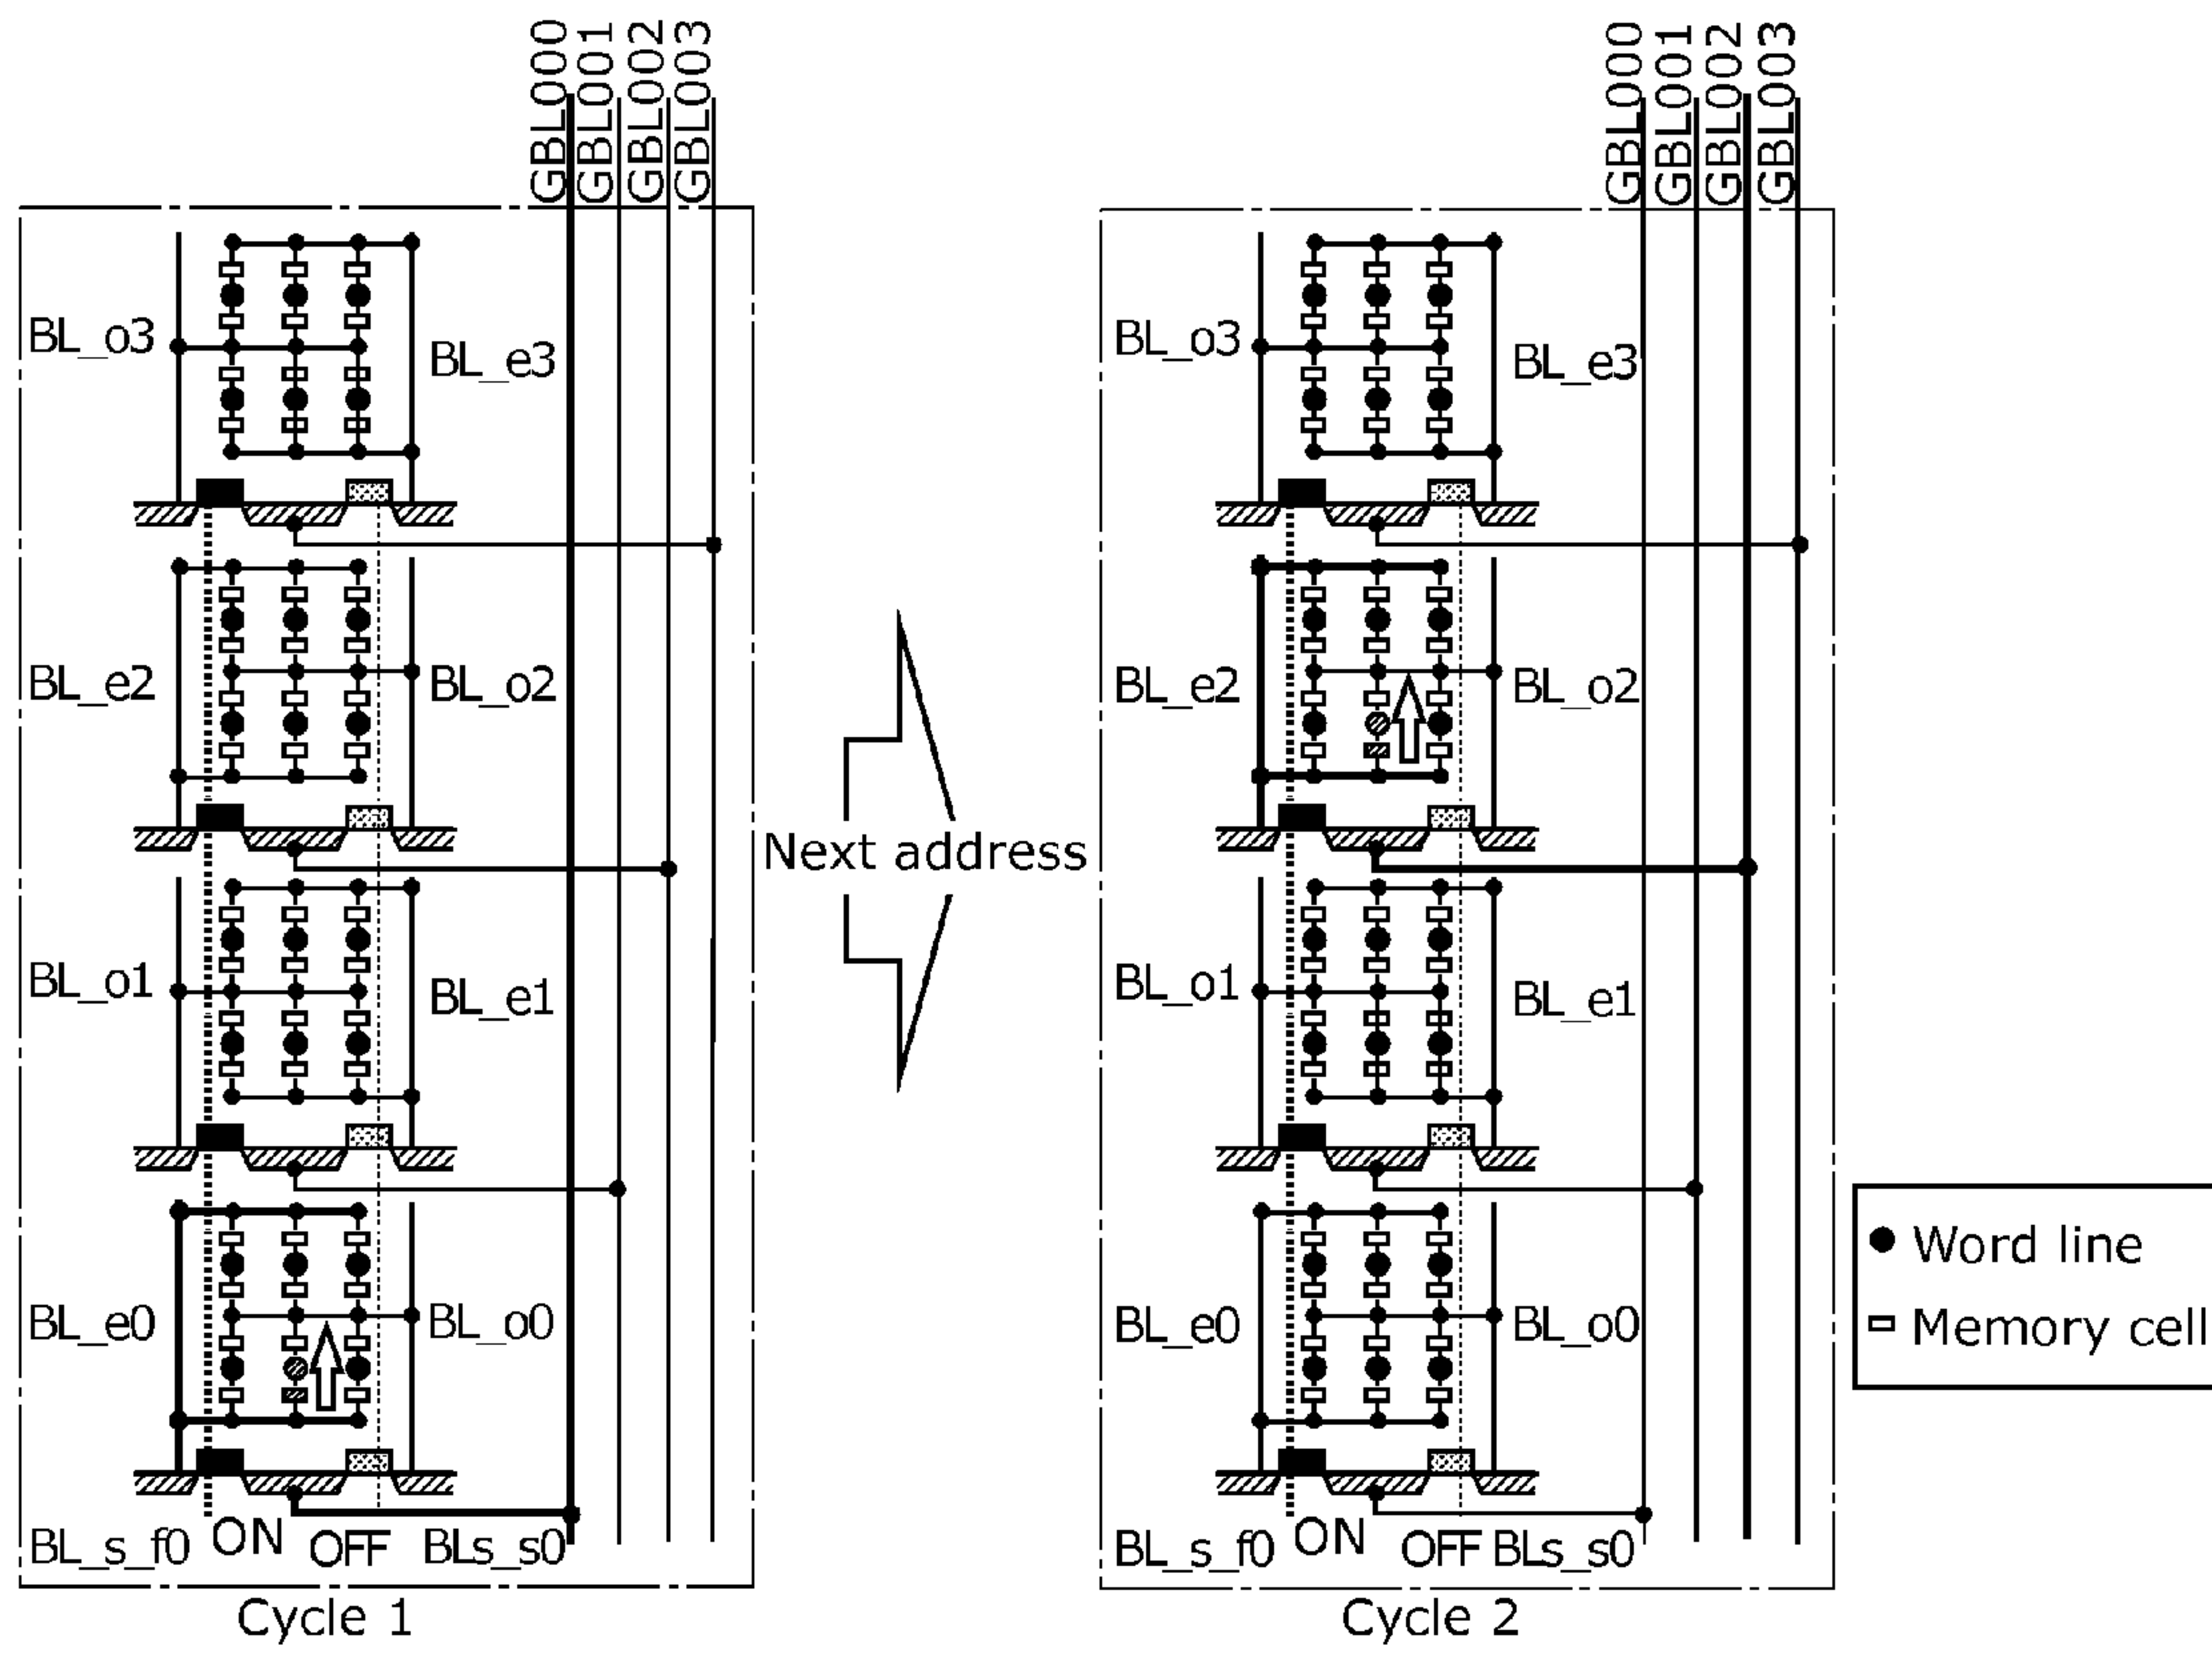 GBL000
GBL001
GBL002
GBL003
BL_o3
BL_e3
BL_e2
BL_o2
BL_o1
BL_e1
BL_e0
BL_o0
BL_s_f0 ON OFF BLs_s0
Cycle 1
Next address
GBL000
GBL001
GBL002
GBL003
BL_o3
BL_e3
BL_e2
BL_o2
BL_o1
BL_e1
BL_e0
BL_o0
BL_s_f0 ON OFF BLs_s0
Cycle 2
Word line
Memory cell